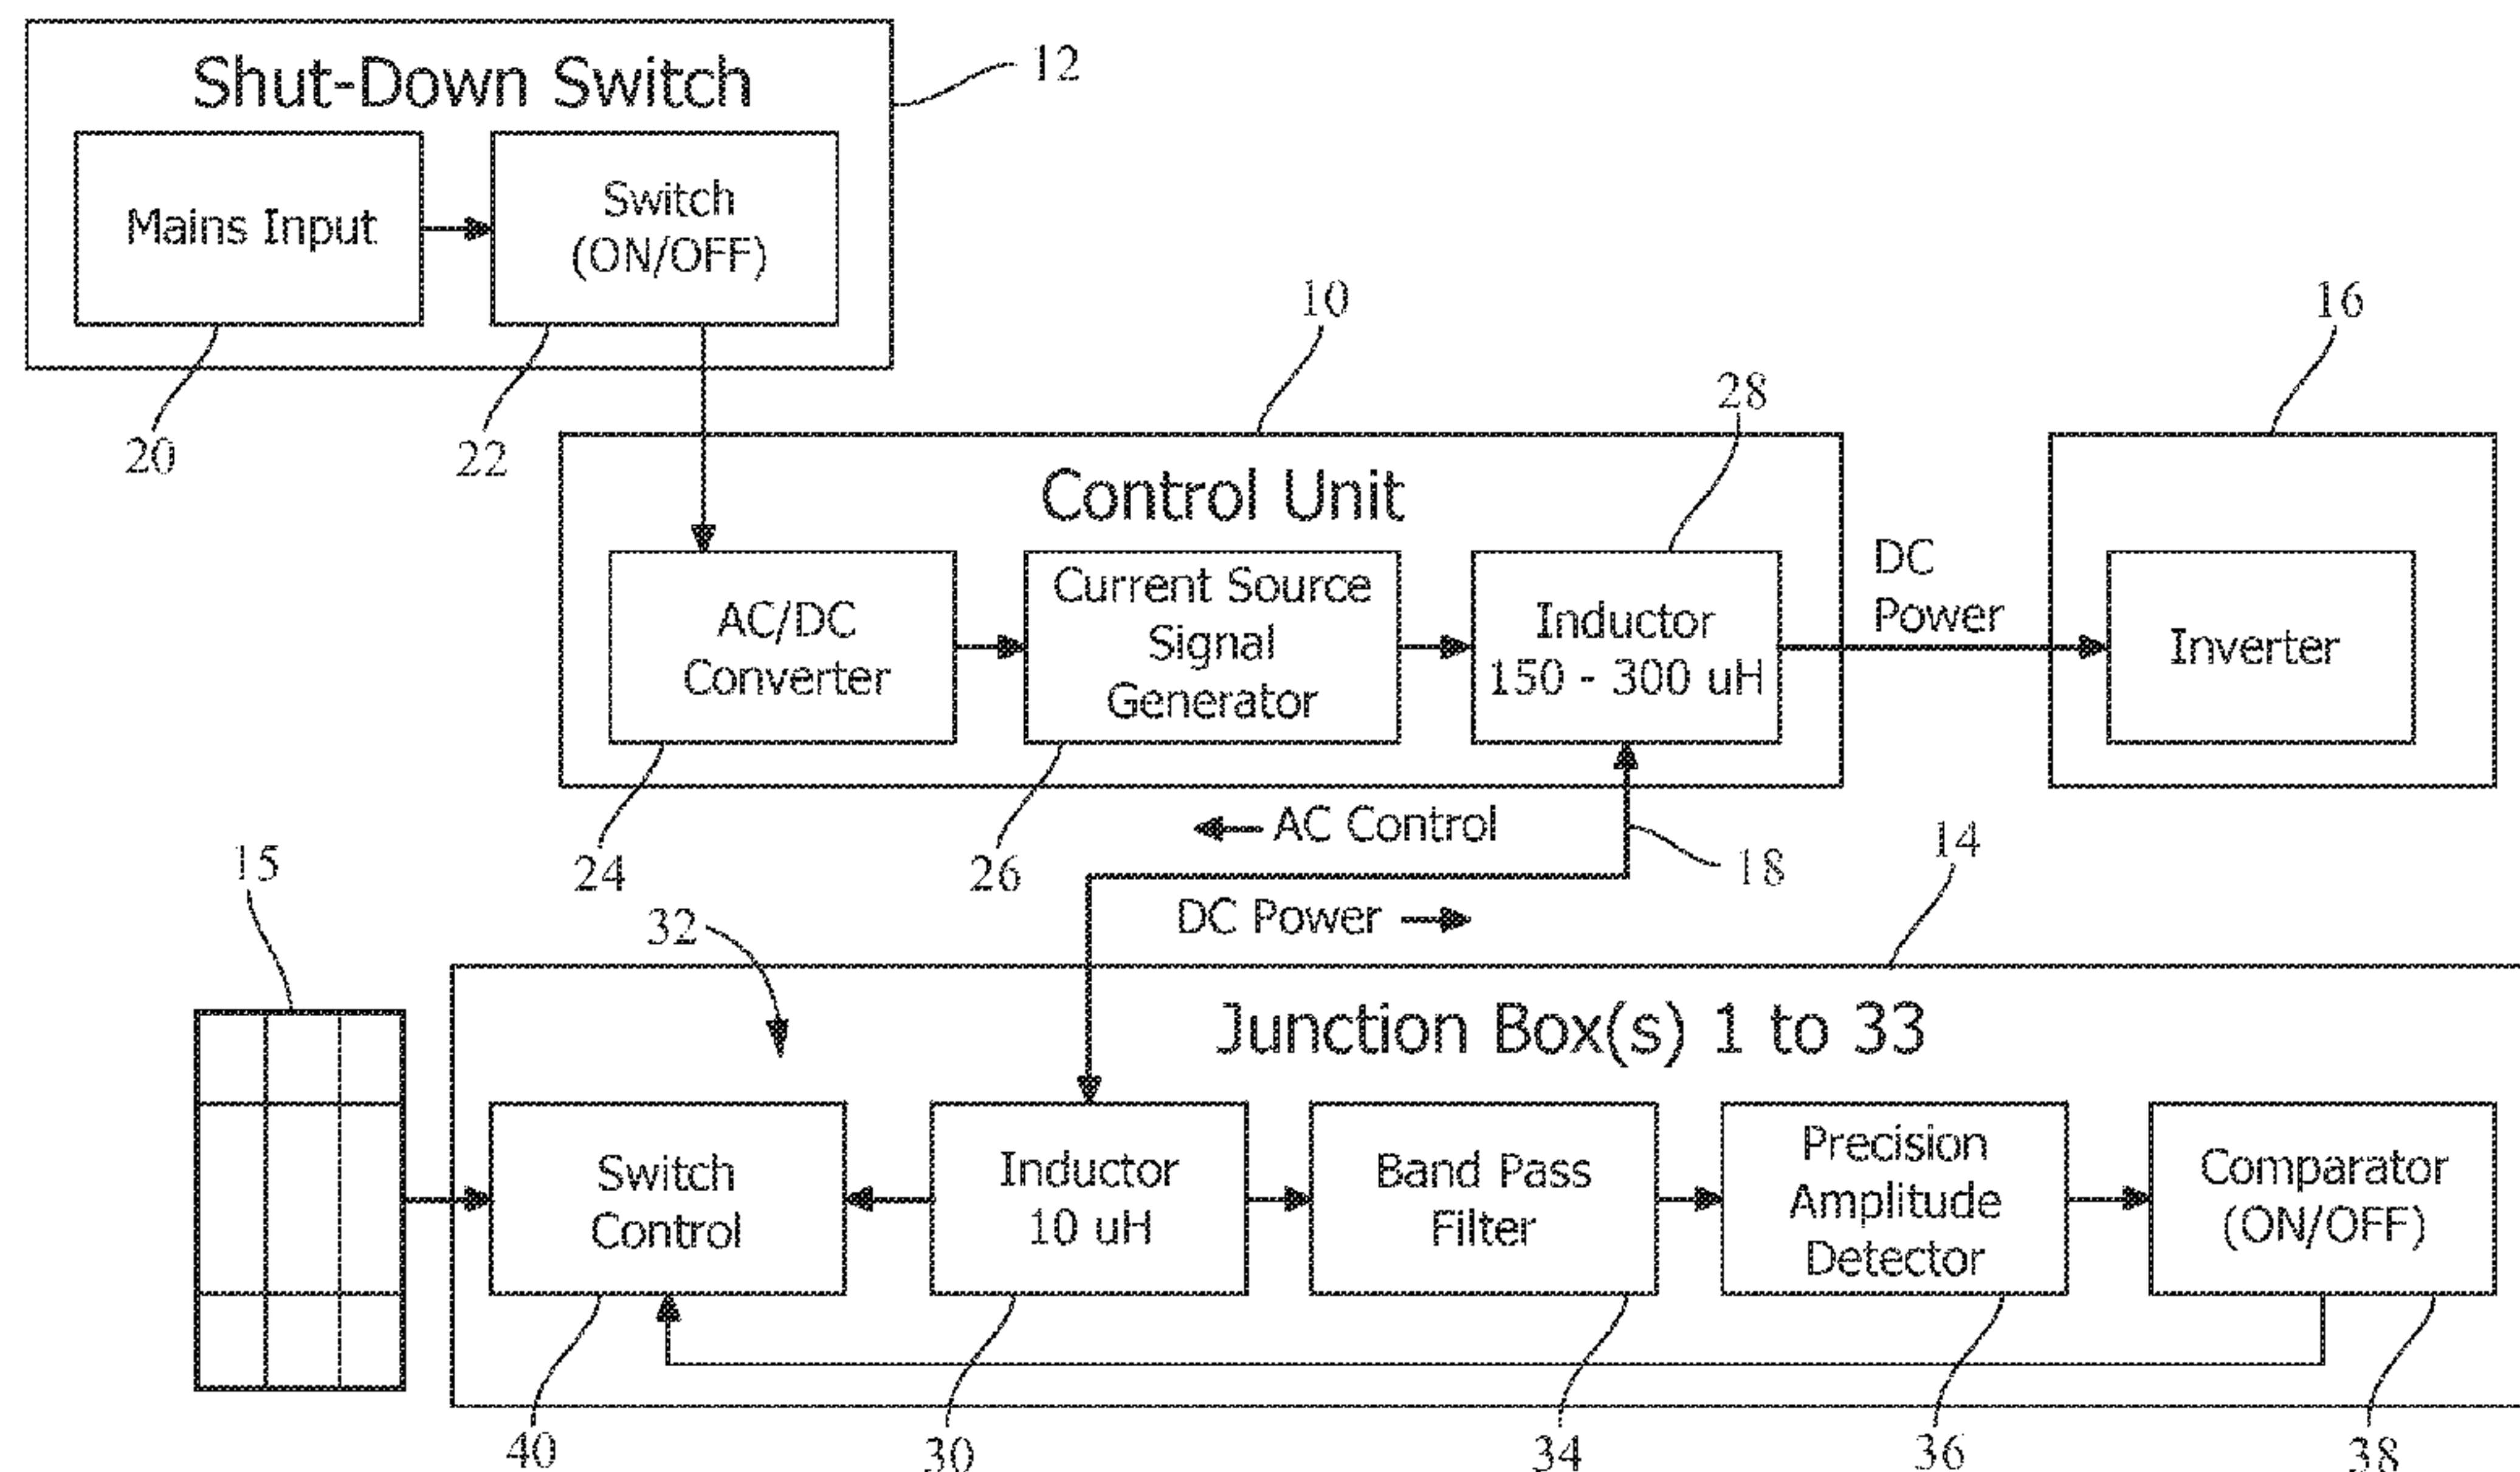 Shut-Down Switch
12
Mains Input
Switch
(ON/OFF)
20
22
10
16
28
Control Unit
AC/DC
Converter
Current Source
Signal
Generator
Inductor
150 - 300 uH
DC
Power
Inverter
24
26
AC Control
18
DC Power
15
32
14
Junction Box(s) 1 to 33
Switch
Control
Inductor
10 uH
Band Pass
Filter
Precision
Amplitude
Detector
Comparator
(ON/OFF)
40
30
34
36
38